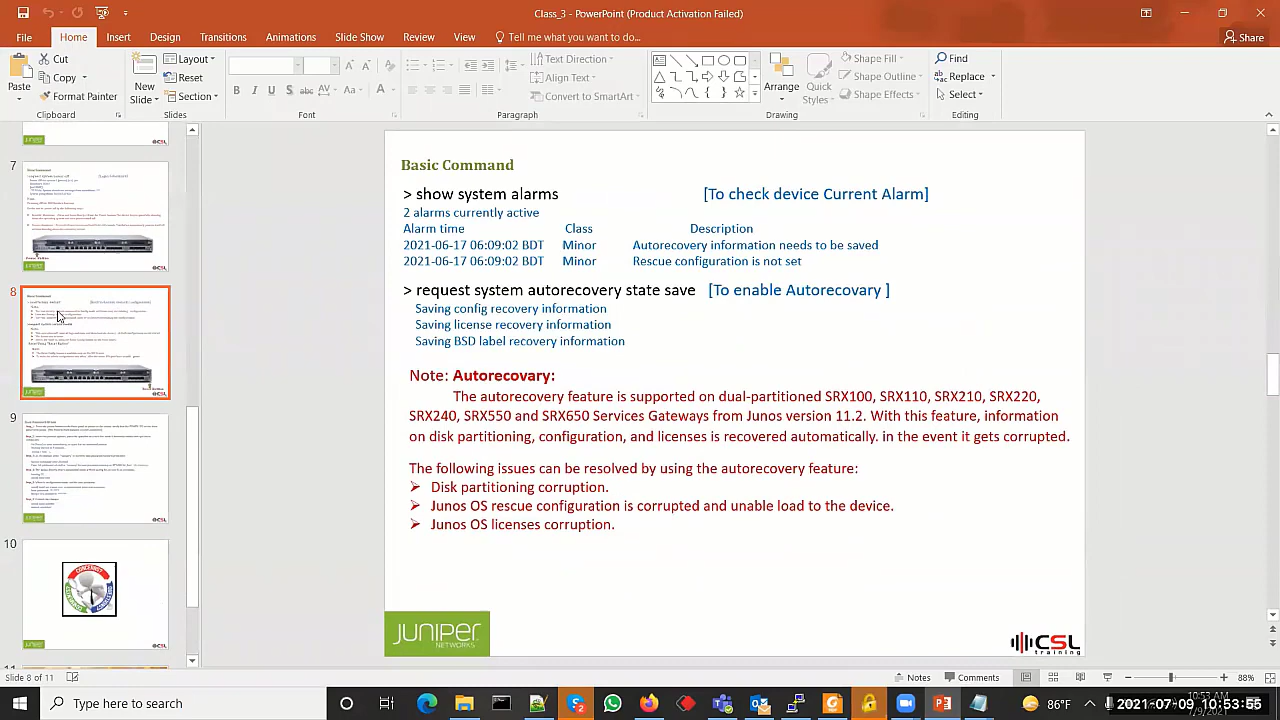 Class_3 - PowerPoint (Product Activation Failed)
File Home Insert Design Transitions Animations Slide Show Review View Tell me what you want to do... Share
Paste Cut Copy Format Painter Clipboard
New Slide Layout Reset Section Slides
B I U S abc AV Aa A Font
Text Direction Align Text Convert to SmartArt Paragraph
Arrange Quick Styles Shape Fill Shape Outline Shape Effects Drawing
Find Replace Select Editing
7
8
9
10
11
Basic Command
show system alarms [To check device Current Alarm]
2 alarms currently active
Alarm time Class Description
2021-06-17 06:09:02 BDT Minor Autorecovery information needs to be saved
2021-06-17 06:09:02 BDT Minor Rescue configuration is not set
> request system autorecovery state save [To enable Autorecovary ]
Saving config recovery information
Saving license recovery information
Saving BSD label recovery information
Note: Autorecovary:
The autorecovery feature is supported on dual-partitioned SRX100, SRX110, SRX210, SRX220,
SRX240, SRX550 and SRX650 Services Gateways from Junos version 11.2. With this feature, information
on disk partitioning, configuration, and licenses is recovered automatically in the event it gets corrupted.
The following issues can be resolved by using the autorecovery feature:
Disk partitioning corruption.
Junos OS rescue configuration is corrupted and unable load to the device.
Junos OS licenses corruption.
JUNIPER
NETWORKS
CSL
training
Slide 8 of 11 Notes Comments 88%
Type here to search 86°F 2021-07-09 10:53:55